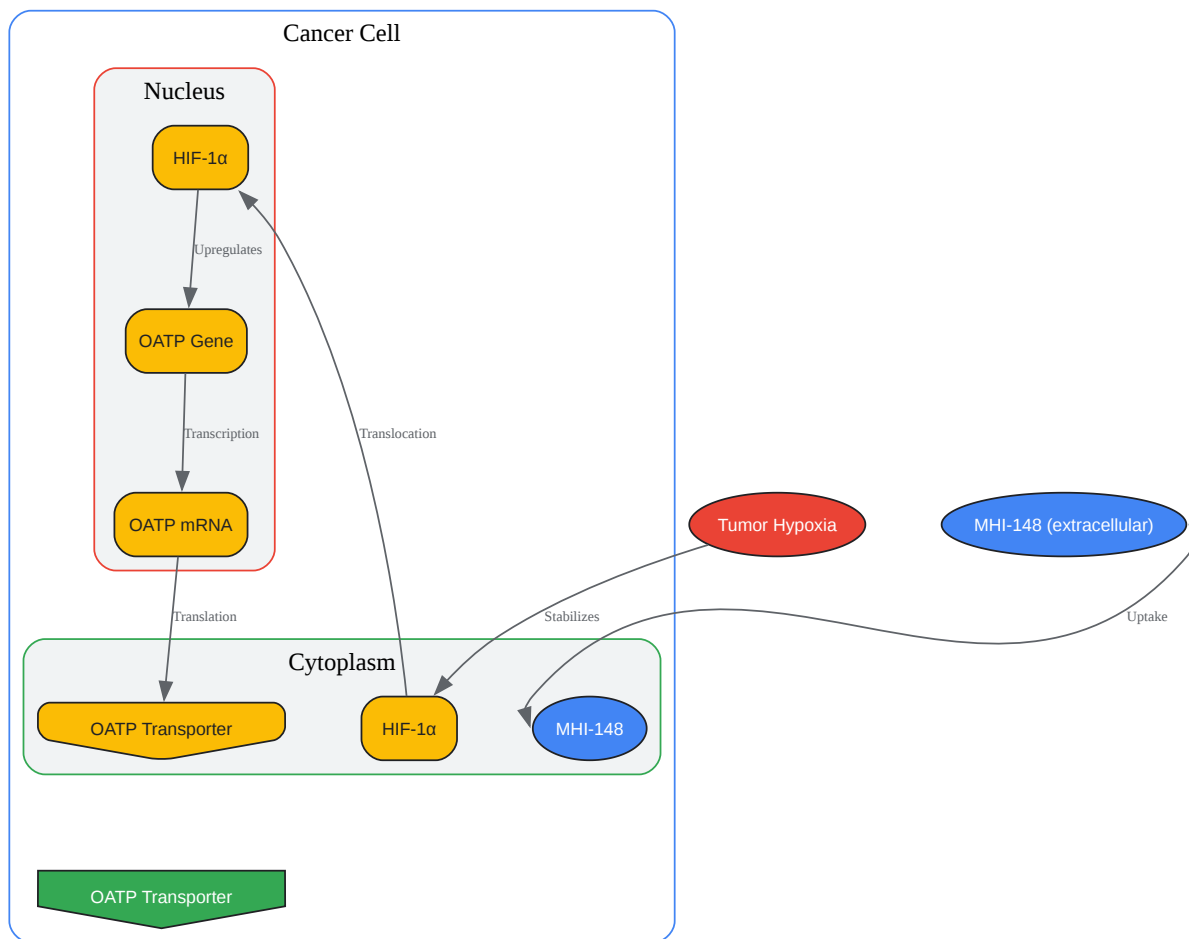 Cancer Cell
Nucleus
HIF-1α
Upregulates
OATP Gene
Transcription
Translocation
OATP mRNA
Tumor Hypoxia
MHI-148 (extracellular)
Translation
Stabilizes
Uptake
Cytoplasm
OATP Transporter
HIF-1α
MHI-148
OATP Transporter